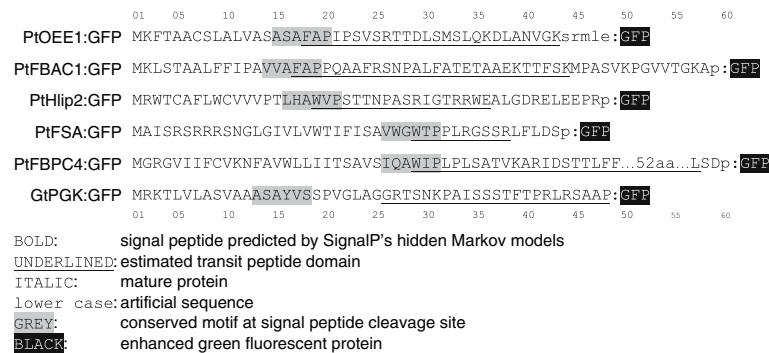 01 05 10 15 20 25 30 35 40 45 50 55 60
PtOEE1:GFP MKFTAACSLALVASASAFAPIPSVSRTTDLSMSLQKDLANVGKsrmle:GFP
PtFBAC1:GFP MKLSTAALFFIPAVVAFAPPQAAFRSNPALFATETAAEKTTFSKMPASVKPGVVTGKAp:GFP
PtHlip2:GFP MRWTCAFLWCVVVPTLHAWVPSTTNPASRIGTRRWEALGDRELEEPRp:GFP
PtFSA:GFP MAISRSRRRSNGLGIVLVWTIFISAVWGWTPPLRGSSRLFLDSp:GFP
PtFBPC4:GFP MGRGVIIFCVKNFAVWLLIITSAVSIQAWIPLPLSATVKARIDSTTLFF...52aa...LSDp:GFP
GtPGK:GFP MRKTLVLASVAAASAYVSSPVGLAGGRTSNKPAISSSTFTPRLRSAAP:GFP
01 05 10 15 20 25 30 35 40 45 50 55 60
BOLD: signal peptide predicted by SignalP's hidden Markov models
UNDERLINED: estimated transit peptide domain
ITALIC: mature protein
lower case: artificial sequence
GREY: conserved motif at signal peptide cleavage site
BLACK: enhanced green fluorescent protein